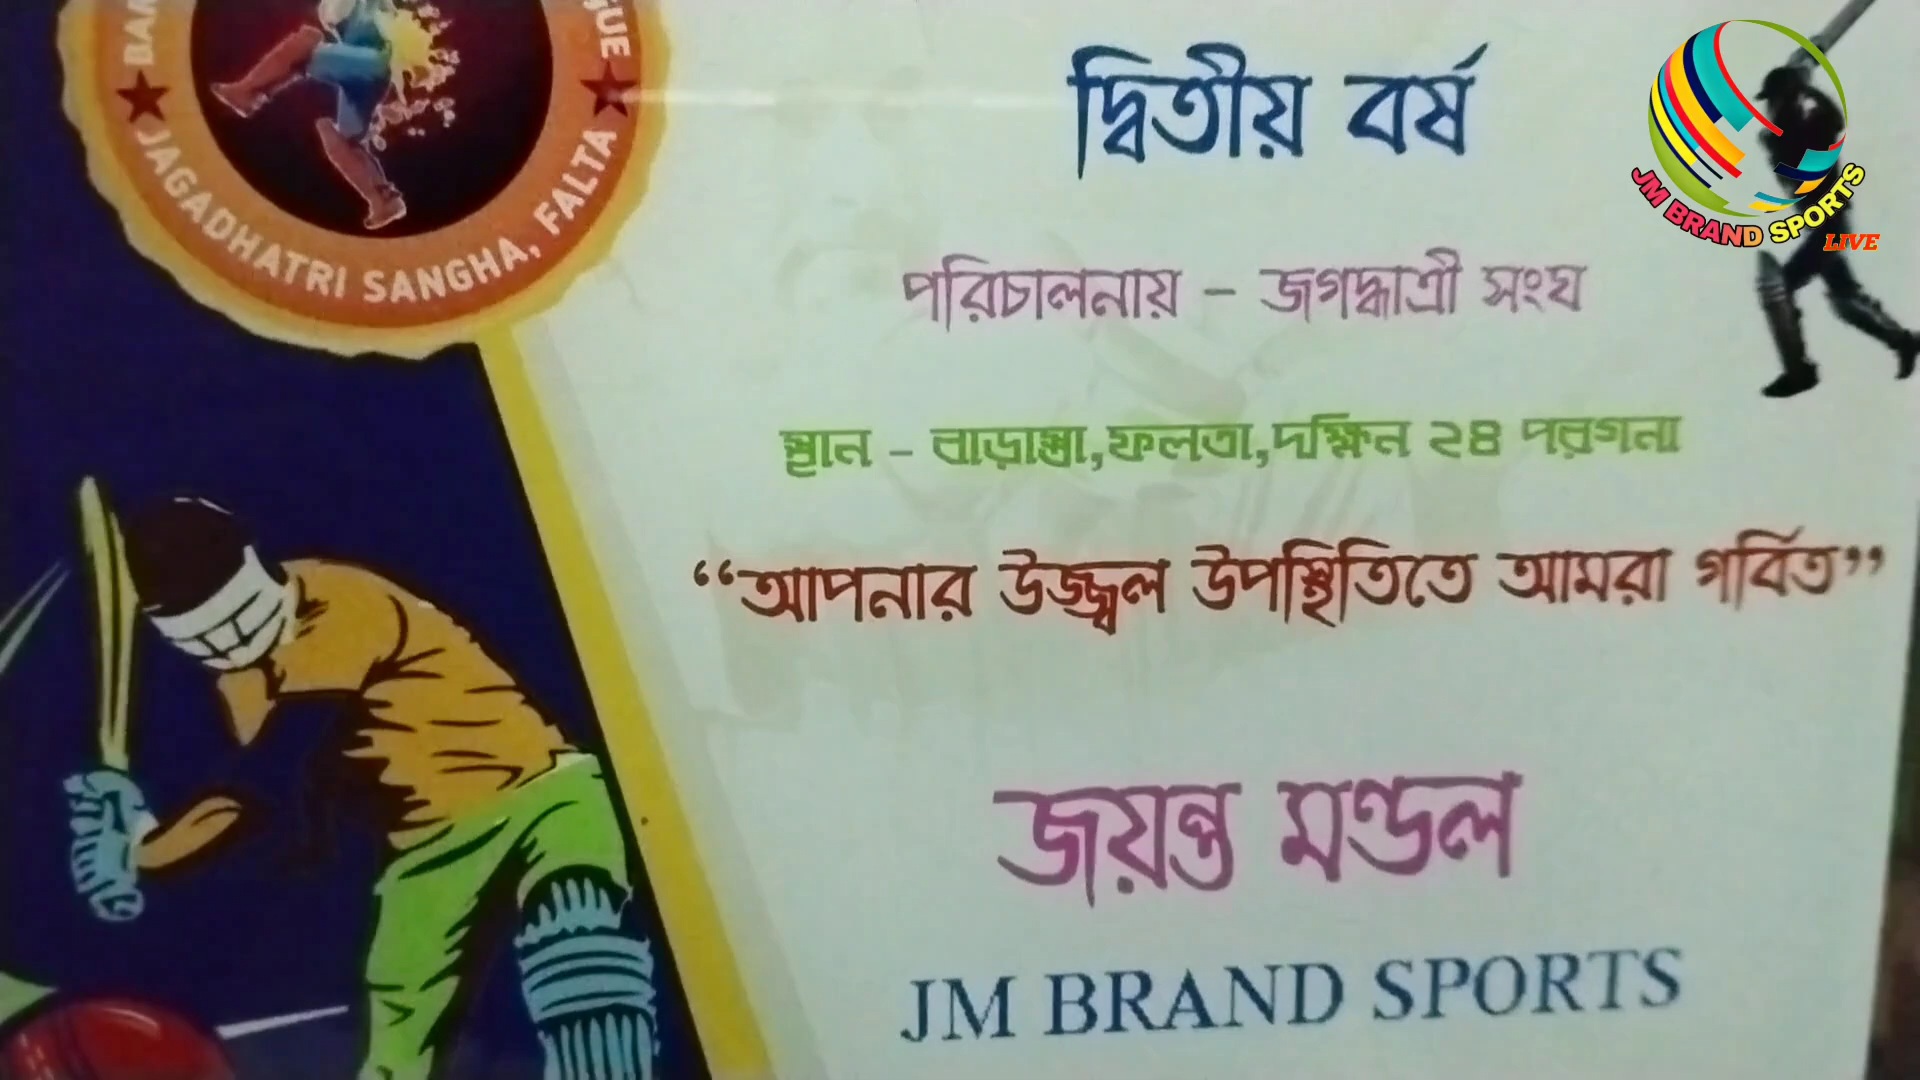 JAGADHATRI SANGHA, FALTA
দ্বিতীয় বর্ষ
পরিচালনায় – জগদ্ধাত্রী সংঘ
স্থান – বাড়ান্তা,ফলতা,দক্ষিন ২৪ পরগনা
“আপনার উজ্জ্বল উপস্থিতিতে আমরা গর্বিত”
জয়ন্ত মণ্ডল
JM BRAND SPORTS
JM BRAND SPORTS
LIVE